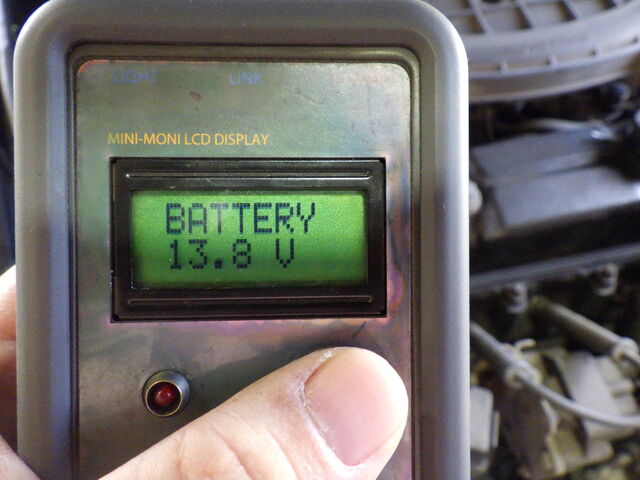 LIGHT LINK
MINI-MONI LCD DISPLAY
BATTERY
13.8 V